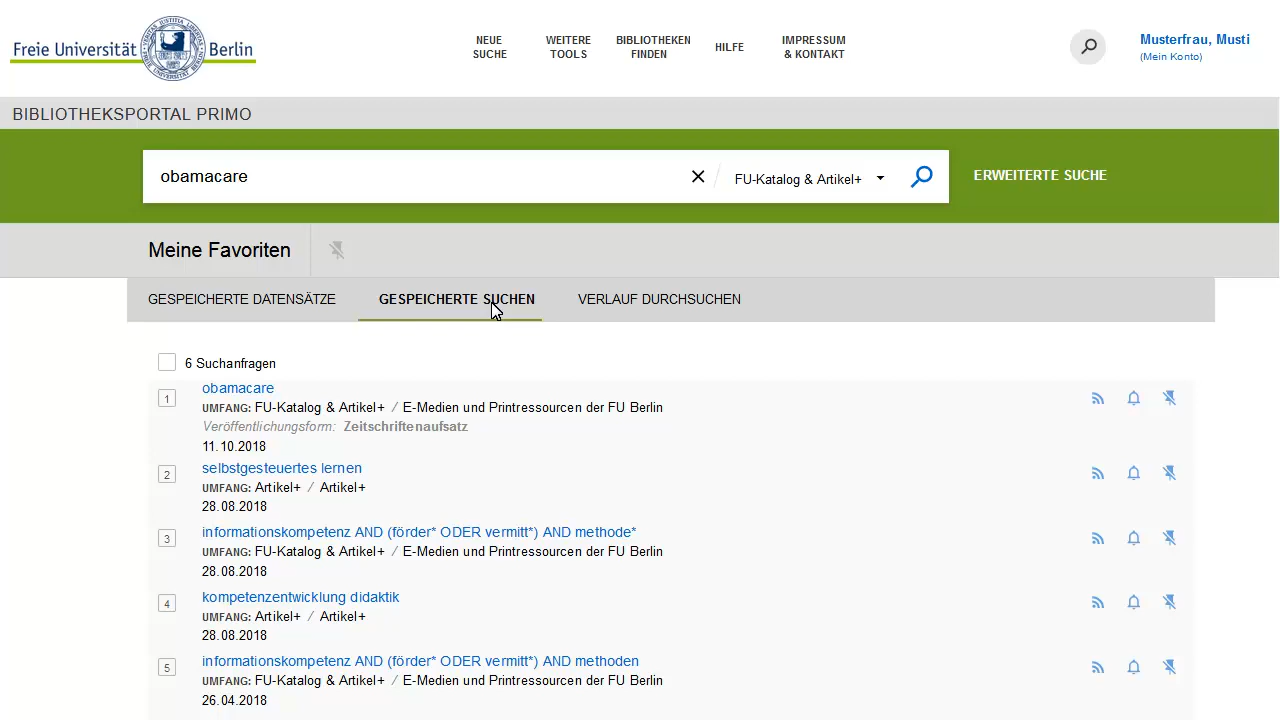 Freie Universität Berlin
NEUE SUCHE
WEITERE TOOLS
BIBLIOTHEKEN FINDEN
HILFE
IMPRESSUM & KONTAKT
Musterfrau, Musti
(Mein Konto)
BIBLIOTHEKSPORTAL PRIMO
obamacare
FU-Katalog & Artikel+
ERWEITERTE SUCHE
Meine Favoriten
GESPEICHERTE DATENSÄTZE
GESPEICHERTE SUCHEN
VERLAUF DURCHSUCHEN
6 Suchanfragen
1
obamacare
UMFANG: FU-Katalog & Artikel+ / E-Medien und Printressourcen der FU Berlin
Veröffentlichungsform: Zeitschriftenaufsatz
11.10.2018
2
selbstgesteuertes lernen
UMFANG: Artikel+ / Artikel+
28.08.2018
3
informationskompetenz AND (förder* ODER vermitt*) AND methode*
UMFANG: FU-Katalog & Artikel+ / E-Medien und Printressourcen der FU Berlin
28.08.2018
4
kompetenzentwicklung didaktik
UMFANG: Artikel+ / Artikel+
28.08.2018
5
informationskompetenz AND (förder* ODER vermitt*) AND methoden
UMFANG: FU-Katalog & Artikel+ / E-Medien und Printressourcen der FU Berlin
26.04.2018